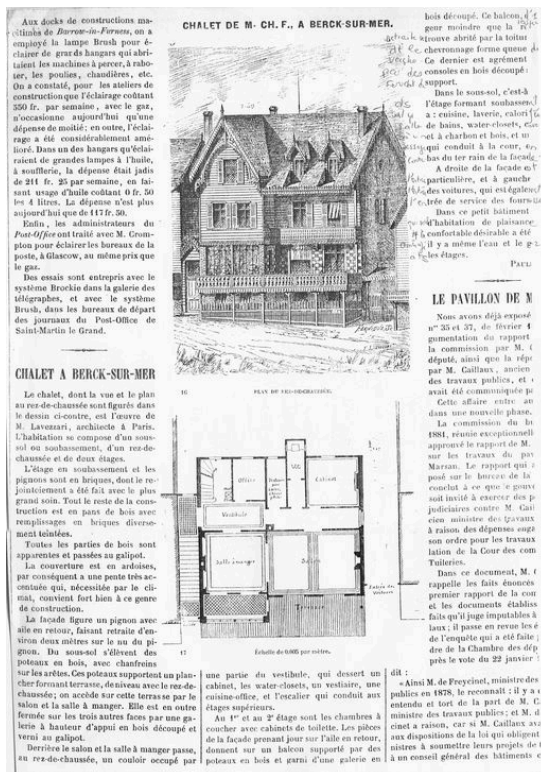 Aux docks de constructions ma-
ritimes de Barrow-in-Furness, on a
employé la lampe Brush pour é-
clairer de grands hangars qui abri-
taient les machines à percer, à rabo-
ter, les poulies, chaudières, etc.
On a constaté, pour les ateliers de
construction que l'éclairage coûtant
350 fr. par semaine, avec le gaz,
n'occasionne aujourd'hui qu'une
dépense de moitié; en outre, l'éclai-
rage a été considérablement amé-
lioré. Dans un des hangars qu'éclai-
raient de grandes lampes à l'huile,
à soufflerie, la dépense était jadis
de 211 fr. 25 par semaine, en fai-
sant usage d'huile coûtant 0 fr. 50
les 4 litres. La dépense n'est plus
aujourd'hui que de 117 fr. 50.
Enfin, les administrateurs du
Post-Office ont traité avec M. Crom-
pton pour éclairer les bureaux de la
poste, à Glascow, au même prix que
le gaz.
Des essais sont entrepris avec le
système Brockie dans la galerie des
télégraphes, et avec le système
Brush, dans les bureaux de départ
des journaux du Post-Office de
Saint-Martin le Grand.
CHALET A BERCK-SUR-MER
Le chalet, dont la vue et le plan
au rez-de-chaussée sont figurés dans
le dessin ci-contre, est l'œuvre de
M. Lavezzari, architecte à Paris.
L'habitation se compose d'un sous-
sol ou soubassement, d'un rez-de-
chaussée et de deux étages.
L'étage en soubassement et les
pignons sont en briques, dont le re-
jointoiement a été fait avec le plus
grand soin. Tout le reste de la cons-
truction est en pans de bois avec
remplissages en briques diverse-
ment teintées.
Toutes les parties de bois sont
apparentes et passées au galipot.
La couverture est en ardoises,
par conséquent a une pente très ac-
centuée qui, nécessitée par le cli-
mat, convient fort bien à ce genre
de construction.
La façade figure un pignon avec
aile en retour, faisant retraite d'en-
viron deux mètres sur le nu du pi-
gnon. Du sous-sol s'élèvent des
poteaux en bois, avec chanfreins
sur les arêtes. Ces poteaux supportent un plan-
cher formant terrasse, de niveau avec le rez-de-
chaussée; on accède sur cette terrasse par le
salon et la salle à manger. Elle est en outre
fermée sur les trois autres faces par une ga-
lerie à hauteur d'appui en bois découpé et
verni au galipot.
Derrière le salon et la salle à manger passe,
au rez-de-chaussée, un couloir occupé par
CHALET DE M. CH. F., A BERCK-SUR-MER.
16
PLAN DU REZ-DE-CHAUSSÉE.
Office
Cabinet
Vestibule
Salle à manger
Salon
Terrasse
Entrée des
Voitures
17
Échelle de 0,005 par mètre.
une partie du vestibule, qui dessert un
cabinet, les water-closets, un vestiaire, une
cuisine-office, et l'escalier qui conduit aux
étages supérieurs.
Au 1er et au 2e étage sont les chambres à
coucher avec cabinets de toilette. Les pièces
de la façade prenant jour sur l'aile en retour,
donnent sur un balcon supporté par des
poteaux en bois et garni d'une galerie en
bois découpé. Ce balcon,
geur moindre que la
trouve abrité par la toitur
chevronnage forme queue
Ce dernier est agrément
consoles en bois découpé
support.
Dans le sous-sol, c'est-à
l'étage formant soubassem
a : cuisine, laverie, calori
de bains, water-closets,
et à charbon et bois, et
qui conduit à la cour,
bas du terrain de la façade
A droite de la façade est
particulière, et à gauche
des voitures, qui est égaleme
trée de service des fourn
Dans ce petit bâtiment
d'habitation de plaisance
confortable désirable a été
il y a même l'eau et le g
les étages.
PAUL
LE PAVILLON DE
Nous avons déjà exposé
nos 35 et 37, de février
gomentation du rapport
la commission par M.
député, ainsi que la répo
par M. Caillaux, ancien
des travaux publics, et
avait été communiquée p
Cette affaire entre au
dans une nouvelle phase.
La commission du bu
1881, réunie exceptionnell
approuvé le rapport de M.
sur les travaux du pav
Marsan. Le rapport qui
posé sur le bureau de la
conclut à ce que le gouve
soit invité à exercer des p
judiciaires contre M. Cail
cien ministre des travaux
à raison des dépenses enga
son ordre pour les travaux
lation de la Cour des com
Tuileries.
Dans ce document, M.
rappelle les faits énoncés
premier rapport de la com
et les documents établiss
faits qu'il juge imputables à
laux; il passe en revue les é
de l'enquête qui a été faite
dre de la Chambre des dép
près le vote du 22 janvier
dit :
« Ainsi M. de Freycinet, ministre des
publics en 1878, le reconnaît : il y a
entendu et tort de la part de M. C
ministre des travaux publics; et M. d
cinet a raison, car si M. Caillaux av
aux dispositions de la loi qui obligent
nistres à soumettre leurs projets de
à un conseil général des bâtiments